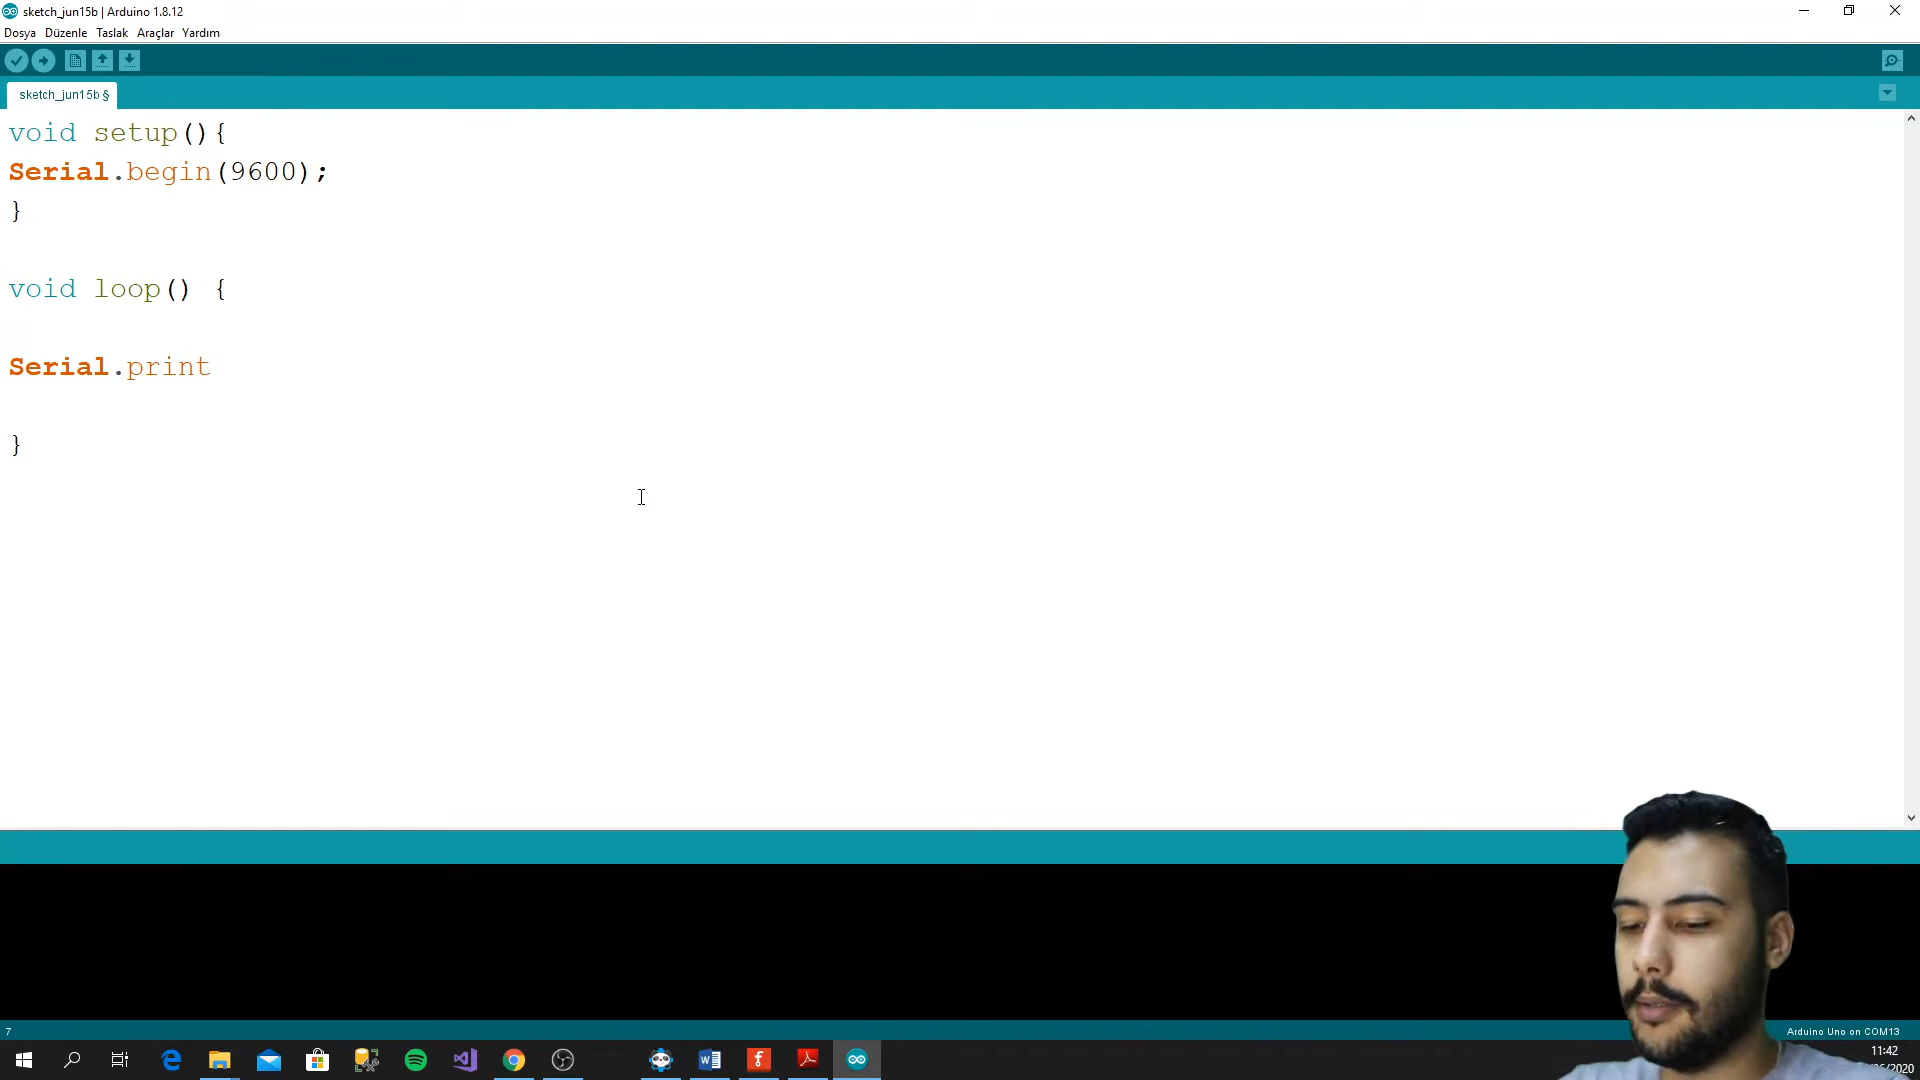 sketch_jun15b | Arduino 1.8.12
Dosya Düzenle Taslak Araçlar Yardım
sketch_jun15b §
void setup(){
Serial.begin(9600);
}
void loop() {
Serial.print
}
7
Arduino Uno on COM13
11:42
/2020